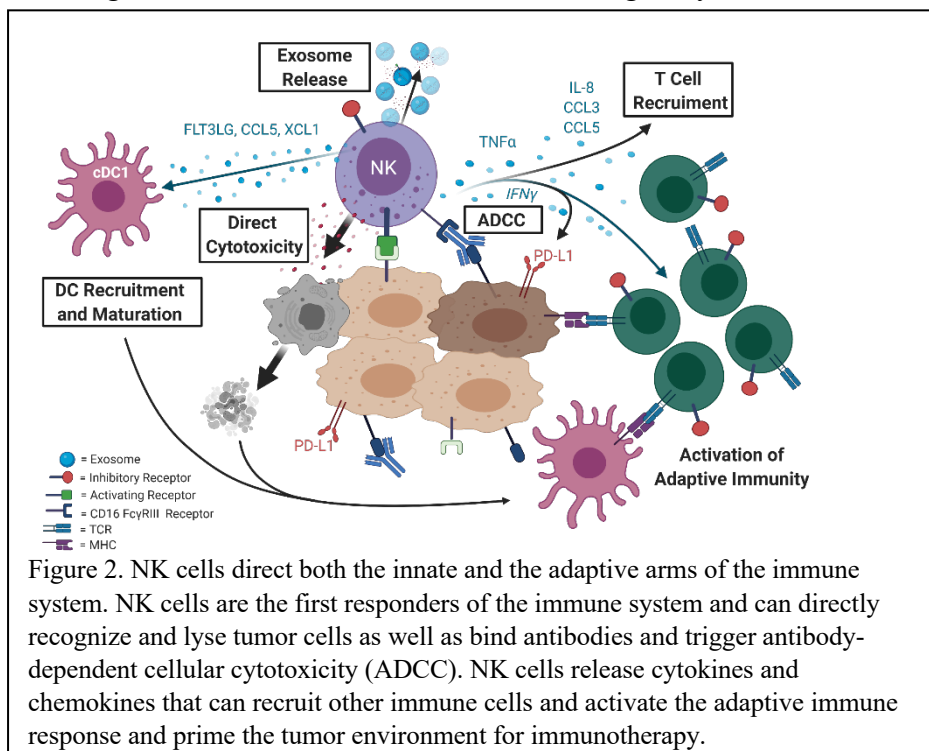 Exosome
Release
T Cell
Recruiment
IL-8
CCL3
CCL5
FLT3LG, CCL5, XCL1
TNFα
NK
cDC1
IFNγ
ADCC
Direct
Cytotoxicity
PD-L1
DC Recruitment
and Maturation
PD-L1
Activation of
Adaptive Immunity
= Exosome
= Inhibitory Receptor
= Activating Receptor
= CD16 FcγRIII Receptor
= TCR
= MHC
Figure 2. NK cells direct both the innate and the adaptive arms of the immune
system. NK cells are the first responders of the immune system and can directly
recognize and lyse tumor cells as well as bind antibodies and trigger antibody-
dependent cellular cytotoxicity (ADCC). NK cells release cytokines and
chemokines that can recruit other immune cells and activate the adaptive immune
response and prime the tumor environment for immunotherapy.